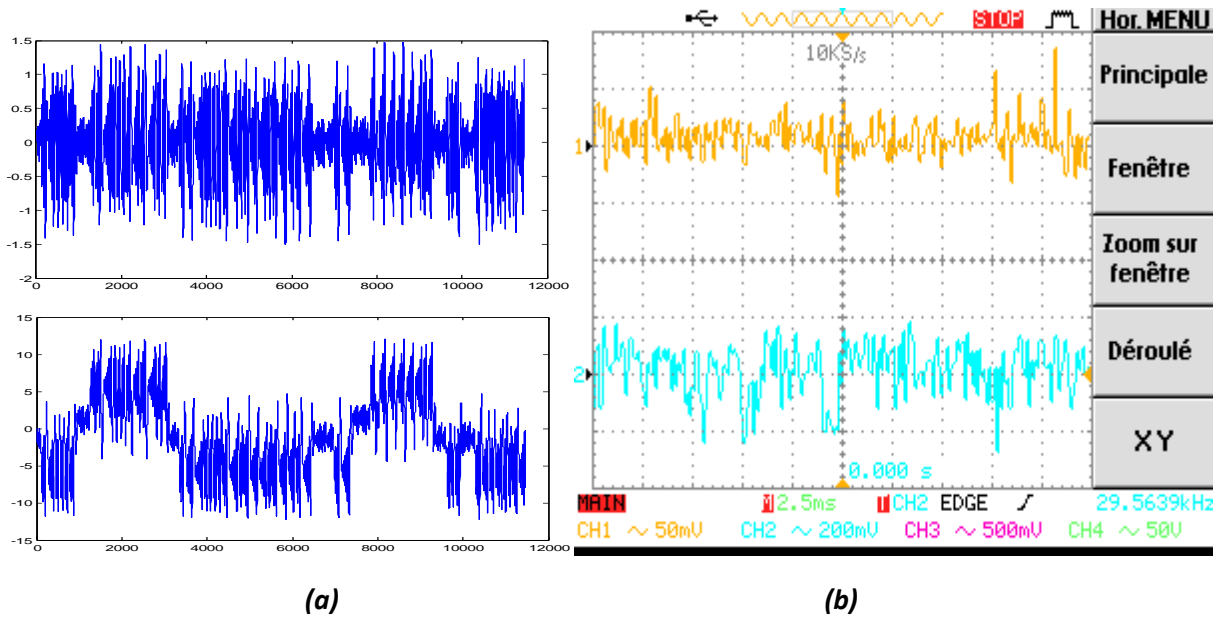 1.5
1
0.5
0
-0.5
-1
-1.5
-2
0 2000 4000 6000 8000 10000 12000
15
10
5
0
-5
-10
-15
0 2000 4000 6000 8000 10000 12000
(a)
STOP Hor. MENU
10KS/s
Principale
Fenêtre
Zoom sur
fenêtre
Déroulé
XY
1
2
0.000 s
MAIN M 2.5ms T CH2 EDGE 29.5639kHz
CH1 ~ 50mV CH2 ~ 200mV CH3 ~ 500mV CH4 ~ 50V
(b)